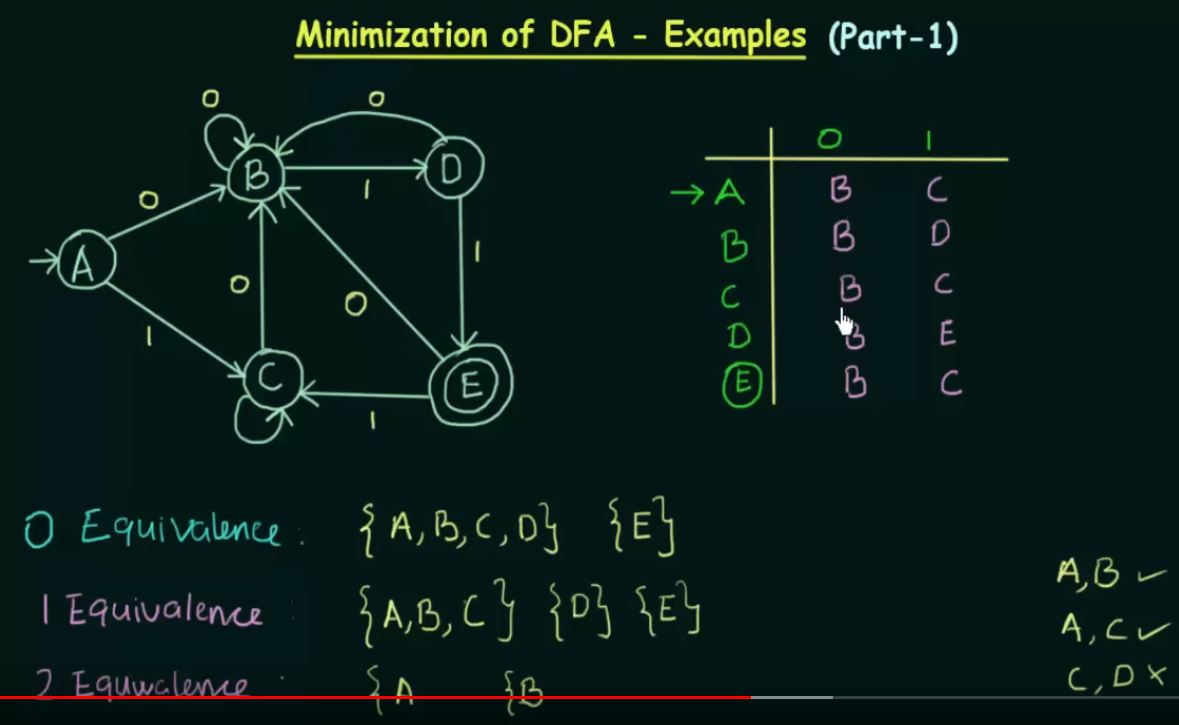 Minimization of DFA - Examples (Part-1)
0 0
0 1
B D
→ A B C
0 1
B B D
A
0 0 1
C B C
1
D B E
C E
E B C
1
0 Equivalence : {A, B, C, D} {E}
A, B ✓
1 Equivalence : {A, B, C} {D} {E}
A, C ✓
2 Equivalence : {A {B
C, D ×